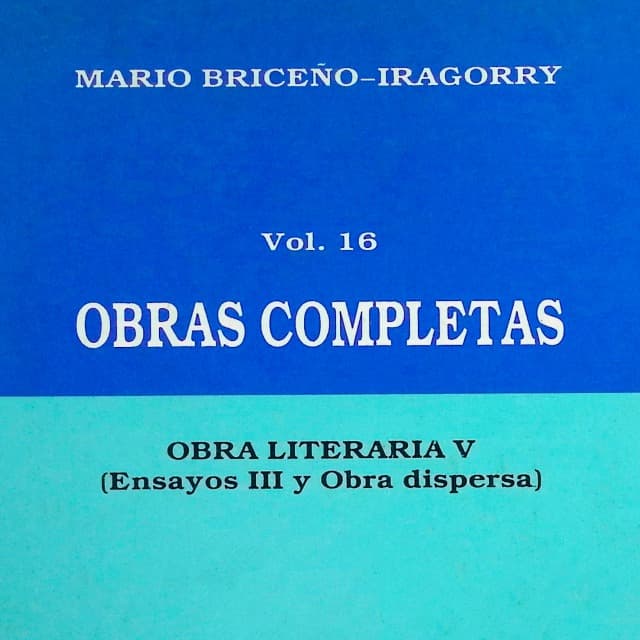 MARIO BRICEÑO–IRAGORRY
Vol. 16
OBRAS COMPLETAS
OBRA LITERARIA V
(Ensayos III y Obra dispersa)